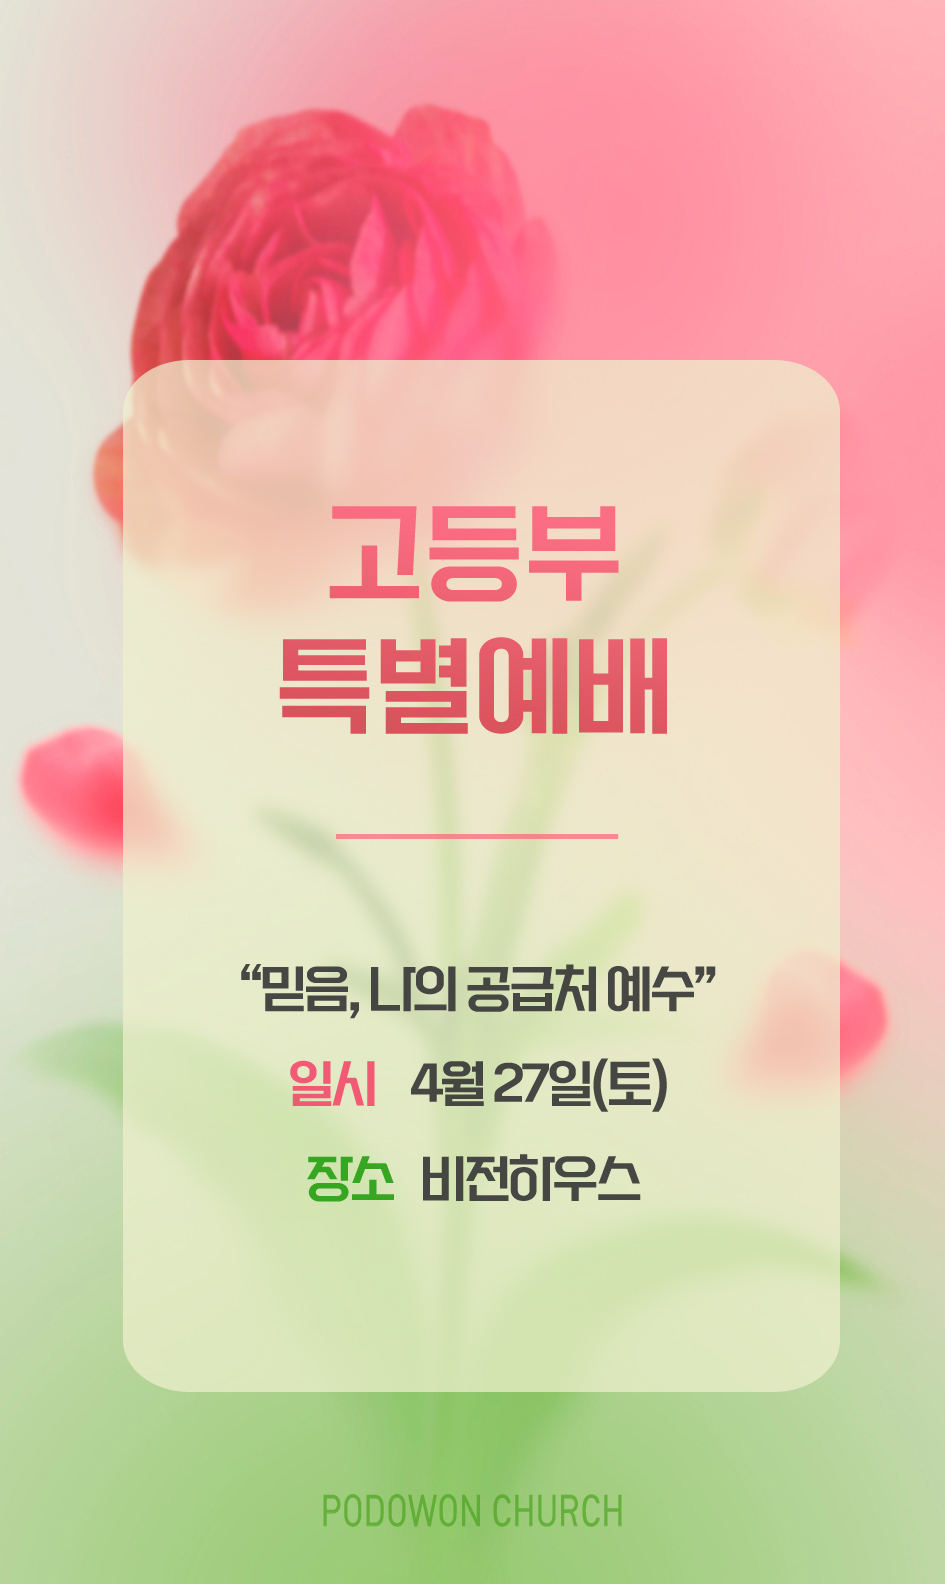 고등부
특별예배
“믿음, 나의 공급처 예수”
일시 4월 27일(토)
장소 비전하우스
PODOWON CHURCH